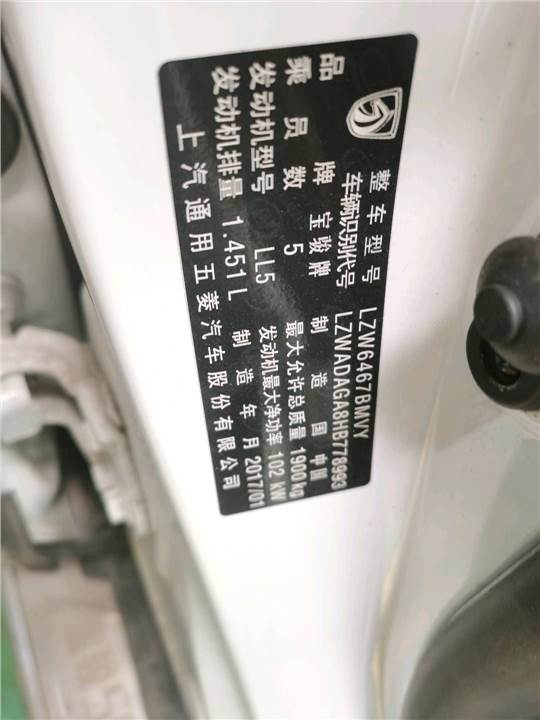 整车型号 LZW6467BMVY
车辆识别代号 LZWADAGA8HB776993
品牌 宝骏牌 制造国 中国
乘员数 5 最大允许总质量 1900kg
发动机型号 LL5 发动机最大净功率 102 kW
发动机排量 1.451L 制造年月 2017/01
上汽通用五菱汽车股份有限公司